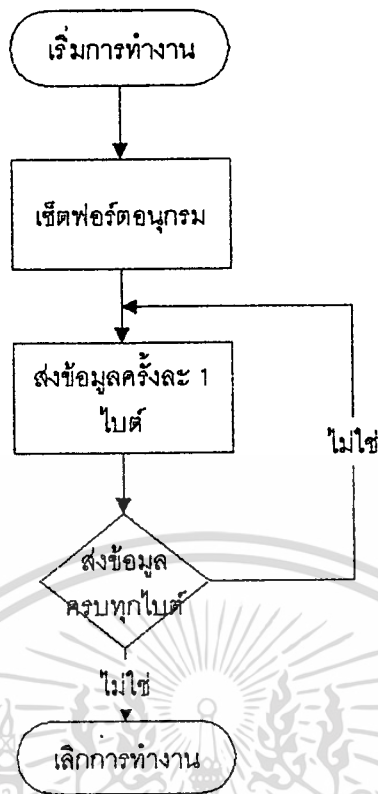 เริ่มการทำงาน
เซ็ตฟอร์ตอนุกรม
ส่งข้อมูลครั้งละ 1
ไบต์
ไม่ใช่
ส่งข้อมูล
ครบทุกไบต์
ไม่ใช่
เลิกการทำงาน